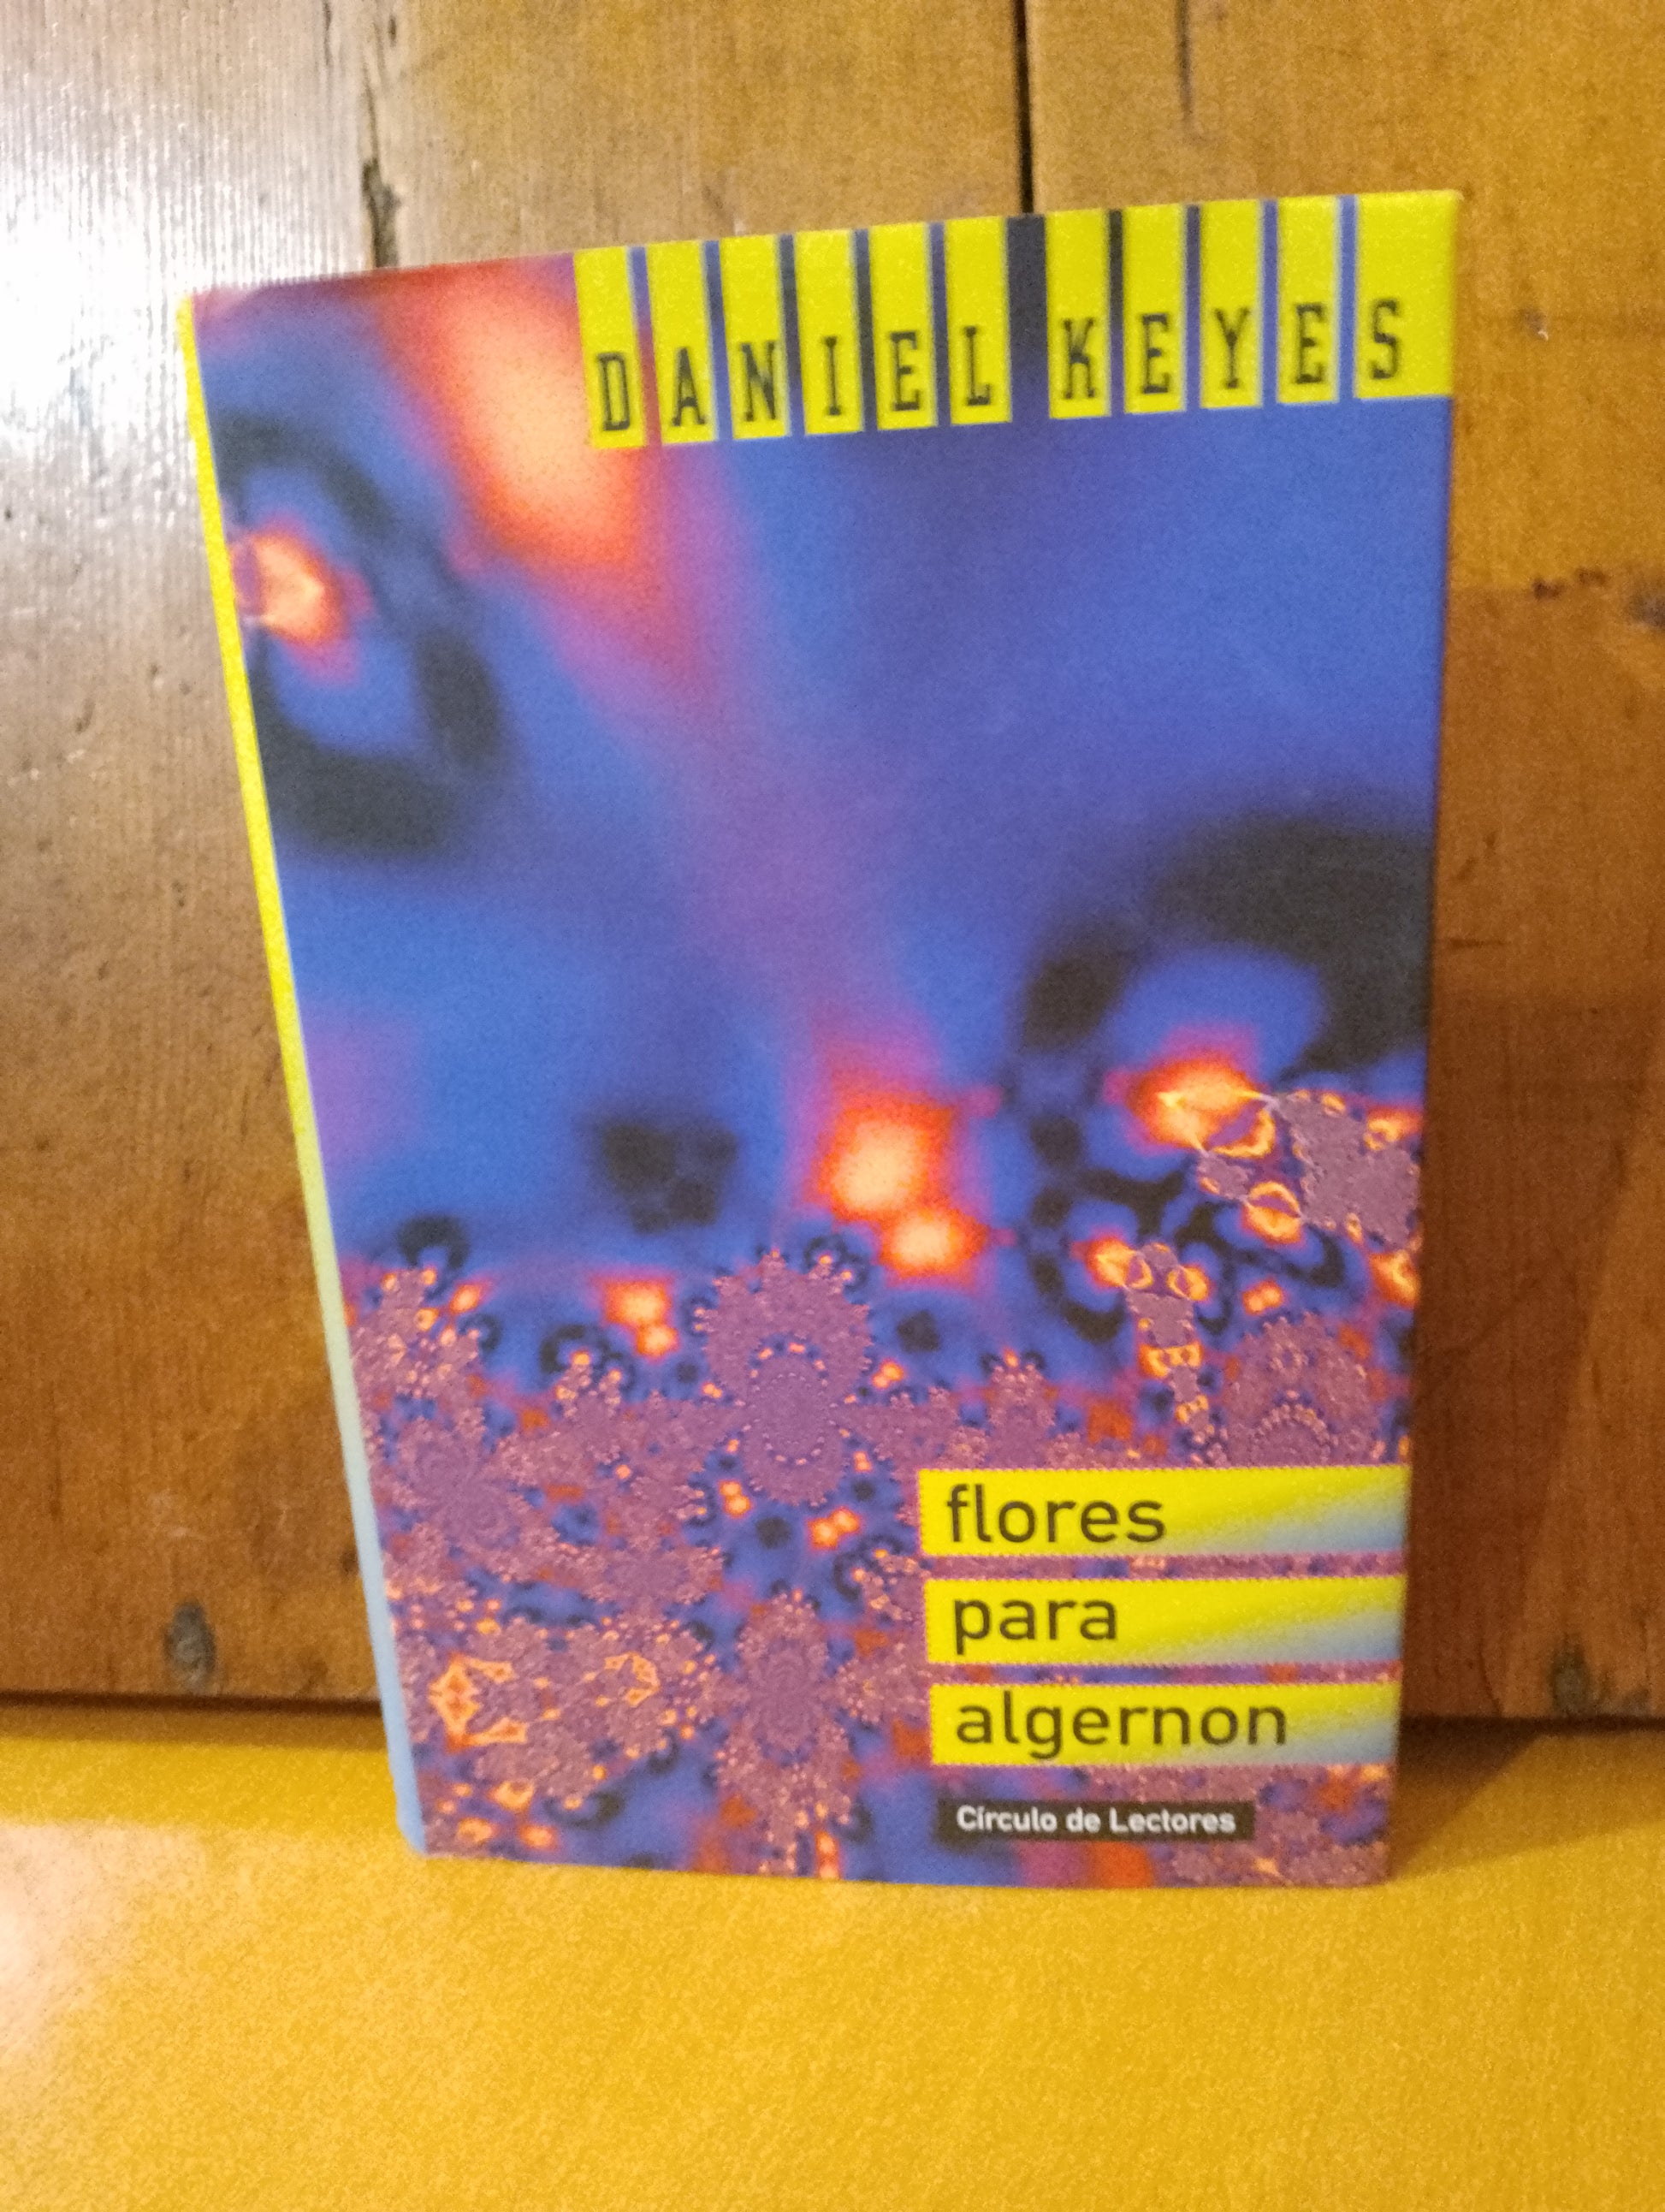 DANIEL KEYES
flores
para
algernon
Círculo de Lectores